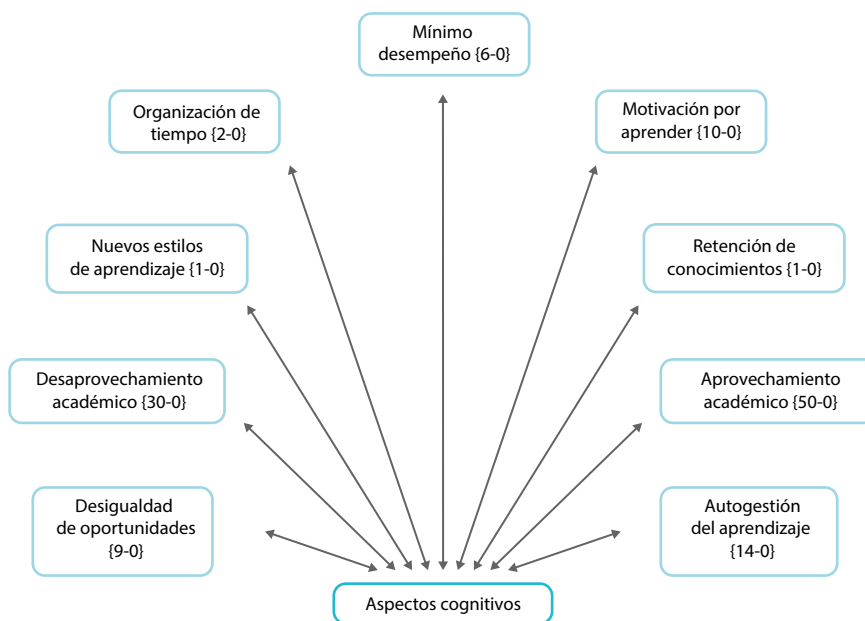 Mínimo
desempeño {6-0}
Organización de
tiempo {2-0}
Motivación por
aprender {10-0}
Nuevos estilos
de aprendizaje {1-0}
Retención de
conocimientos {1-0}
Desaprovechamiento
académico {30-0}
Aprovechamiento
académico {50-0}
Desigualdad
de oportunidades
{9-0}
Autogestión
del aprendizaje
{14-0}
Aspectos cognitivos